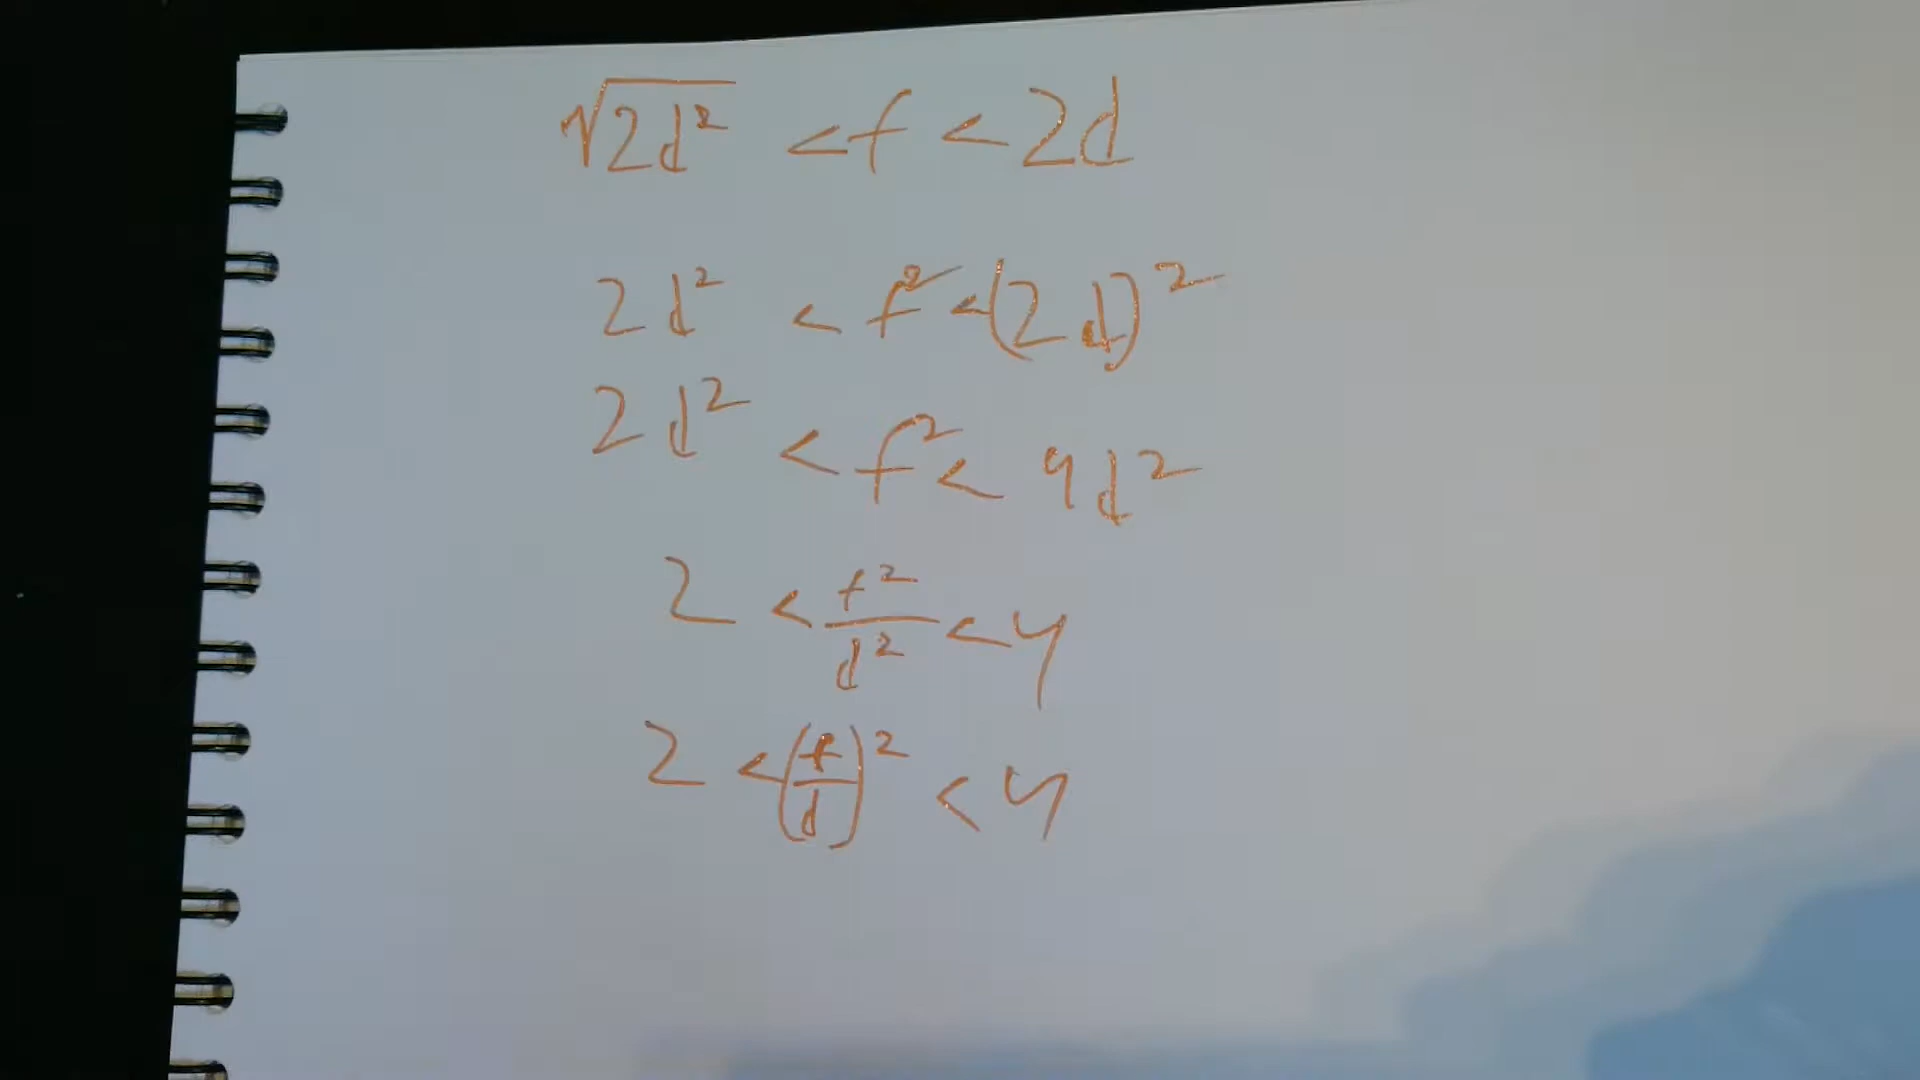 √(2d²) < f < 2d
2d² < f² < (2d)²
2d² < f² < 4d²
2 < f²/d² < 4
2 < (f/d)² < 4